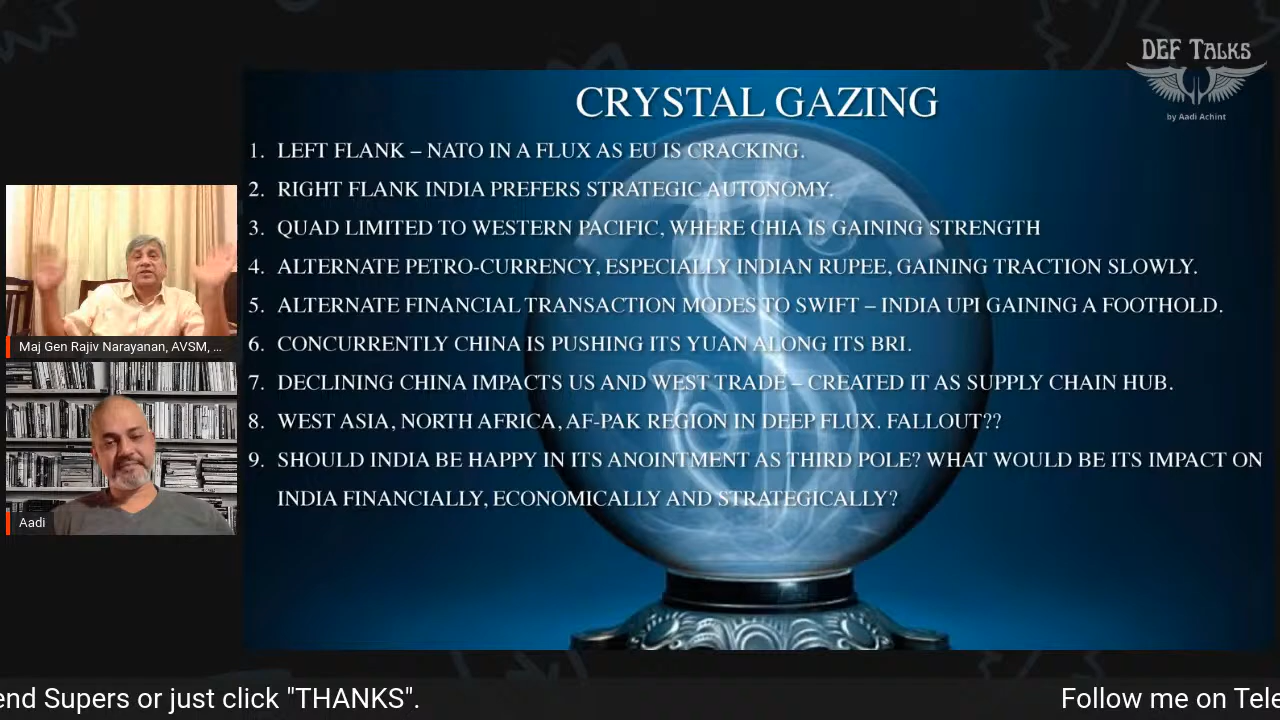 DEF TALKS
by Aadi Achint
CRYSTAL GAZING
1. LEFT FLANK – NATO IN A FLUX AS EU IS CRACKING.
2. RIGHT FLANK INDIA PREFERS STRATEGIC AUTONOMY.
3. QUAD LIMITED TO WESTERN PACIFIC, WHERE CHIA IS GAINING STRENGTH
4. ALTERNATE PETRO-CURRENCY, ESPECIALLY INDIAN RUPEE, GAINING TRACTION SLOWLY.
5. ALTERNATE FINANCIAL TRANSACTION MODES TO SWIFT – INDIA UPI GAINING A FOOTHOLD.
6. CONCURRENTLY CHINA IS PUSHING ITS YUAN ALONG ITS BRI.
7. DECLINING CHINA IMPACTS US AND WEST TRADE – CREATED IT AS SUPPLY CHAIN HUB.
8. WEST ASIA, NORTH AFRICA, AF-PAK REGION IN DEEP FLUX. FALLOUT??
9. SHOULD INDIA BE HAPPY IN ITS ANOINTMENT AS THIRD POLE? WHAT WOULD BE ITS IMPACT ON
INDIA FINANCIALLY, ECONOMICALLY AND STRATEGICALLY?
Maj Gen Rajiv Narayanan, AVSM, ...
Aadi
end Supers or just click "THANKS".
Follow me on Tele